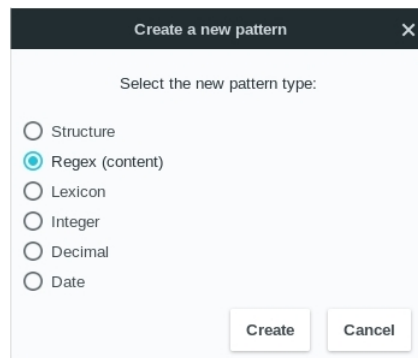 Create a new pattern
Select the new pattern type:
Structure
Regex (content)
Lexicon
Integer
Decimal
Date
Create Cancel